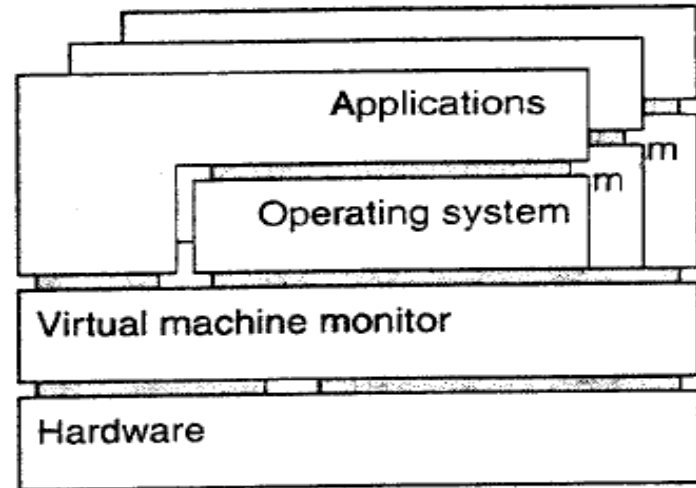 Applications
m
m
Operating system
Virtual machine monitor
Hardware